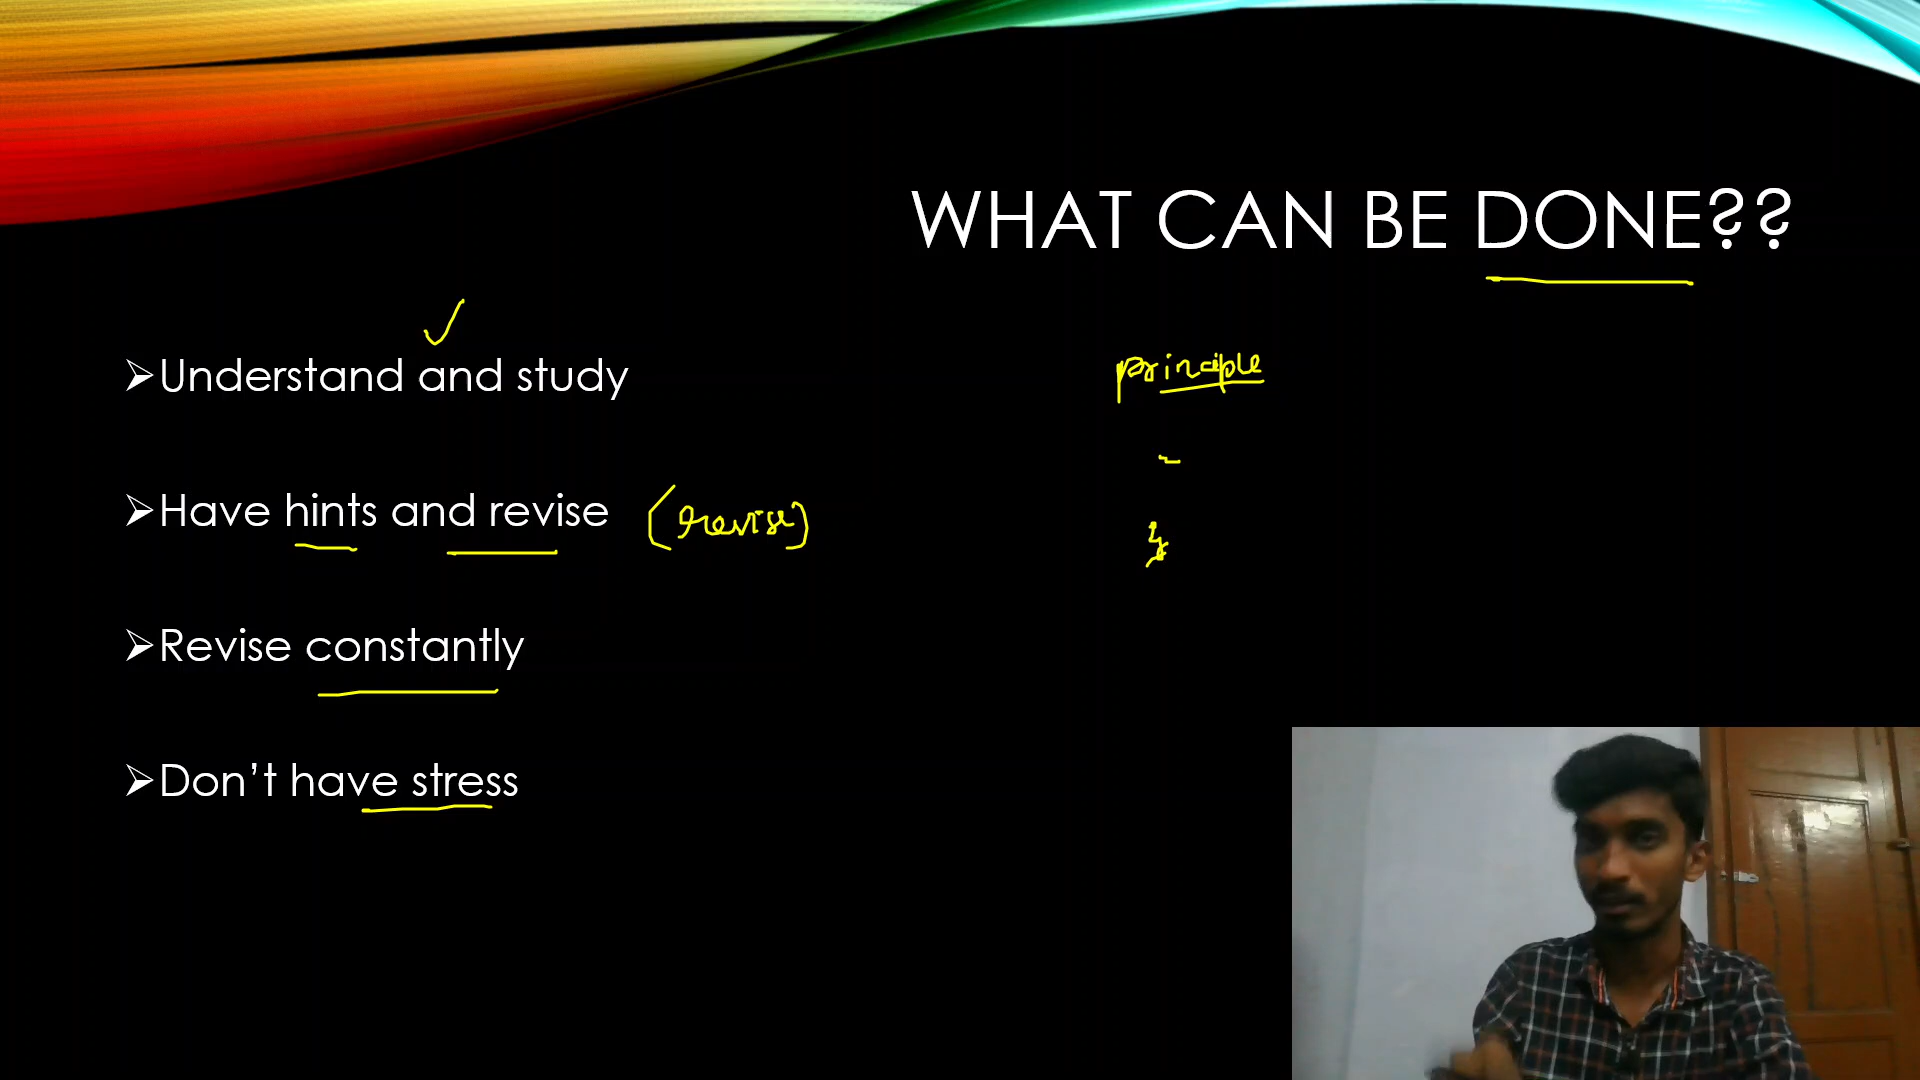 WHAT CAN BE DONE??
➢Understand and study
principle
➢Have hints and revise (revise)
➢Revise constantly
➢Don’t have stress